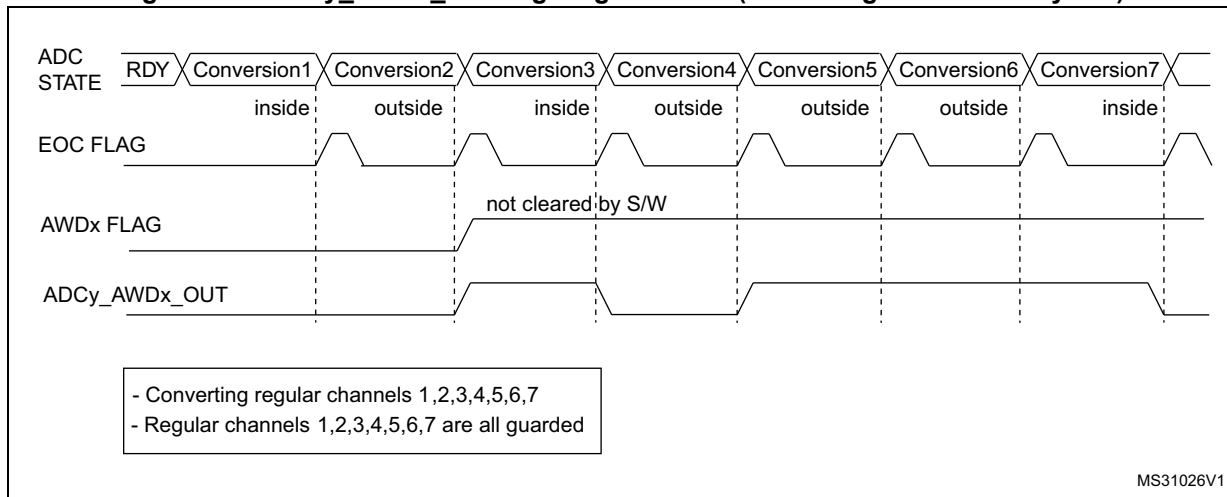 ADC
STATE
RDY Conversion1 Conversion2 Conversion3 Conversion4 Conversion5 Conversion6 Conversion7
inside outside inside outside outside outside inside
EOC FLAG
not cleared by S/W
AWDx FLAG
ADCy_AWDx_OUT
- Converting regular channels 1,2,3,4,5,6,7
- Regular channels 1,2,3,4,5,6,7 are all guarded
MS31026V1